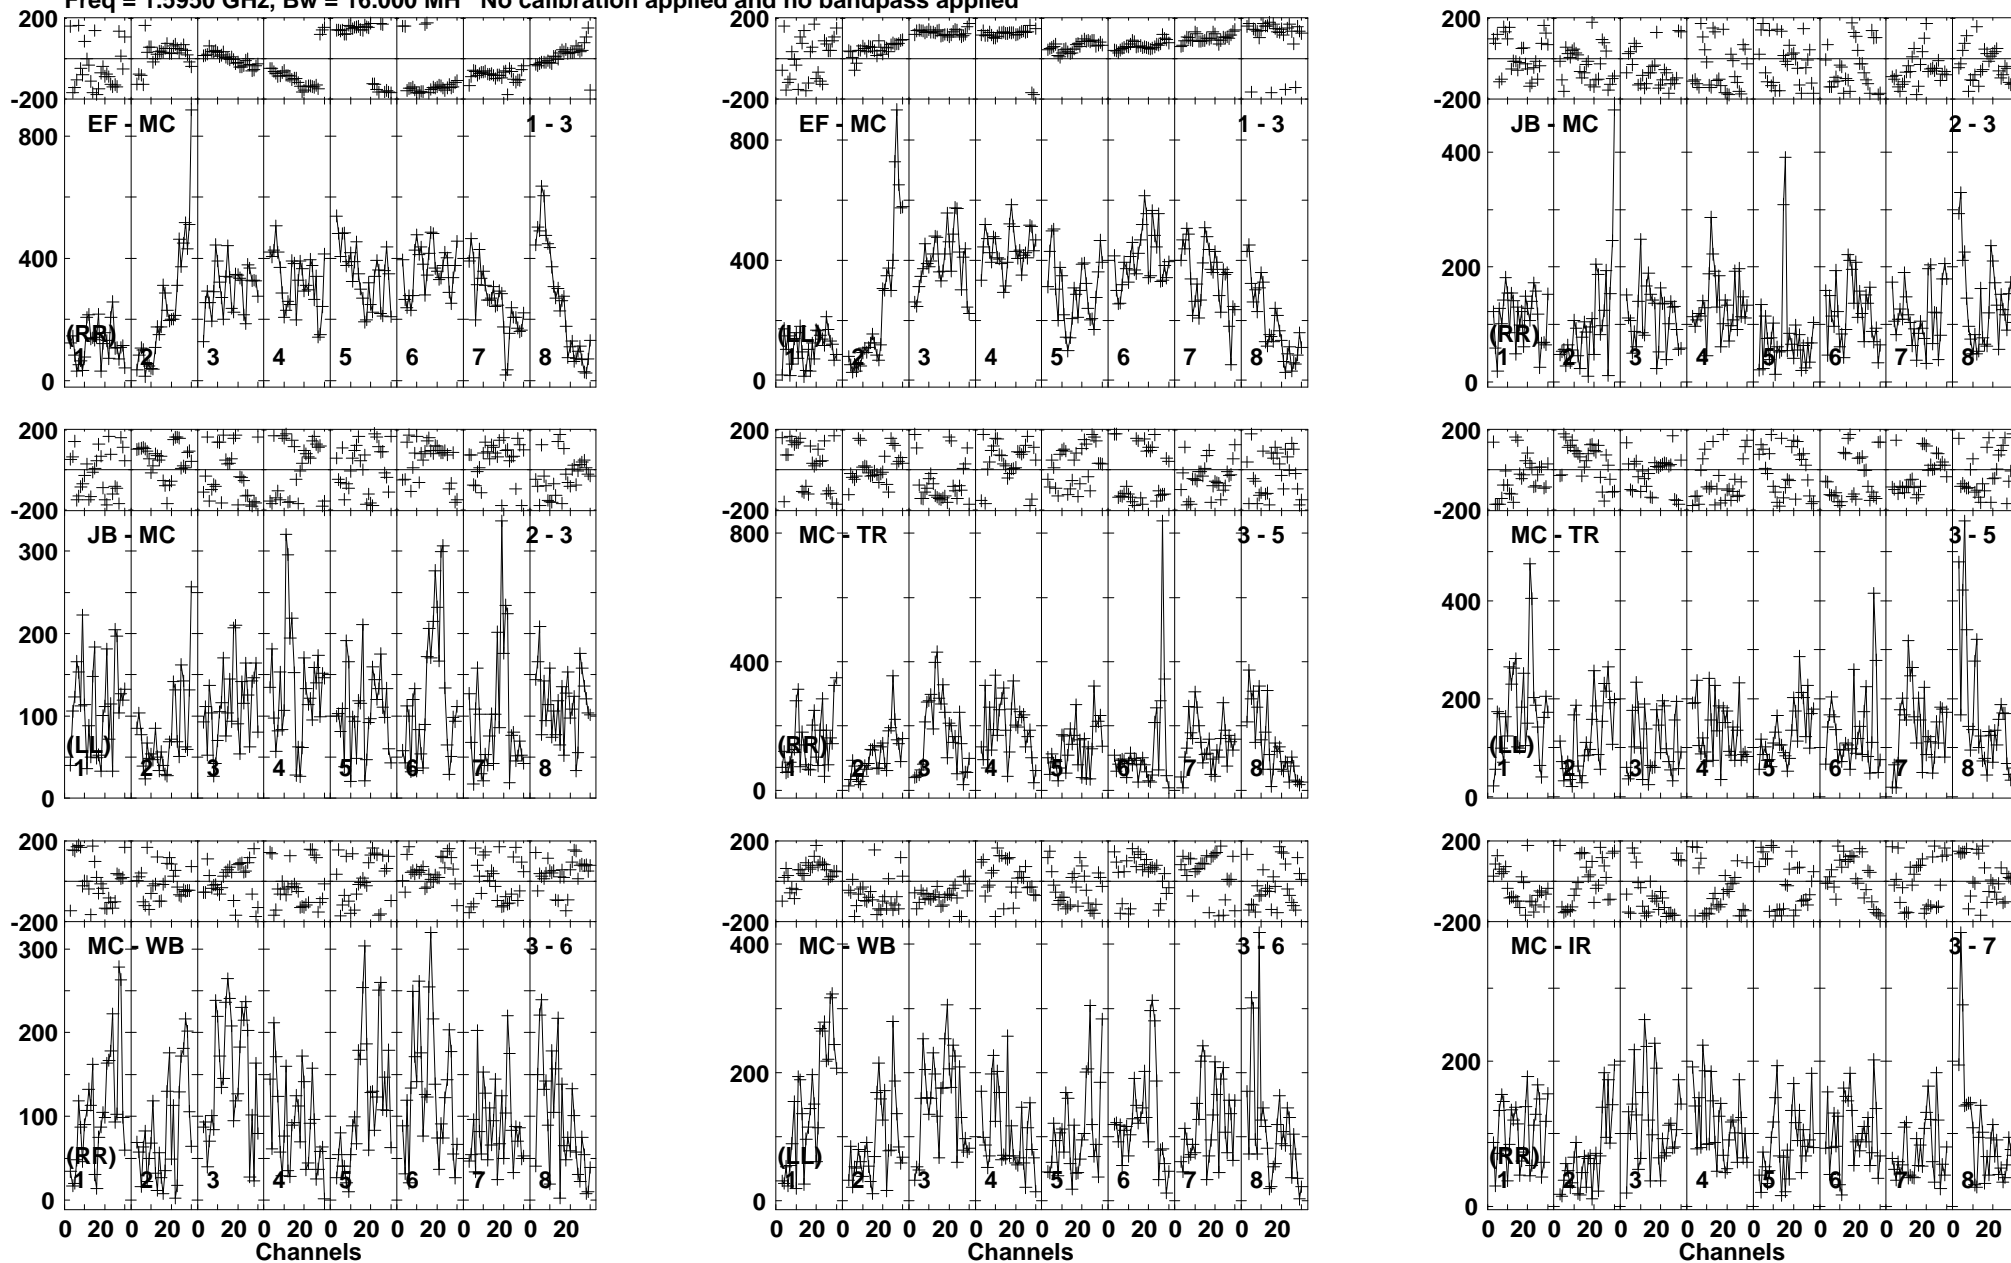 Freq = 1.5950 GHz, Bw = 16.000 MH No calibration applied and no bandpass applied
200 200 200
-200 -200 -200
EF - MC 1 - 3 EF - MC 1 - 3 JB - MC 2 - 3
800 800 400
400 400 200
(RR) (LL) (RR)
1 2 3 4 5 6 7 8 1 2 3 4 5 6 7 8 1 2 3 4 5 6 7 8
0 0 0
200 200 200
-200 -200 -200
JB - MC 2 - 3 MC - TR 3 - 5 MC - TR 3 - 5
300 800
200 400 400
100 200
(LL) (RR) (LL)
1 2 3 4 5 6 7 8 1 2 3 4 5 6 7 8 1 2 3 4 5 6 7 8
0 0 0
200 200 200
-200 -200 -200
MC - WB 3 - 6 MC - WB 3 - 6 MC - IR 3 - 7
300 400
200 200 200
100
(RR) (LL) (RR)
1 2 3 4 5 6 7 8 1 2 3 4 5 6 7 8 1 2 3 4 5 6 7 8
0 0 0
0 20 0 20 0 20 0 20 0 20 0 20 0 20 0 20 0 20 0 20 0 20 0 20 0 20 0 20 0 20 0 20 0 20 0 20 0 20 0 20 0 20 0 20 0 20 0 20
Channels Channels Channels